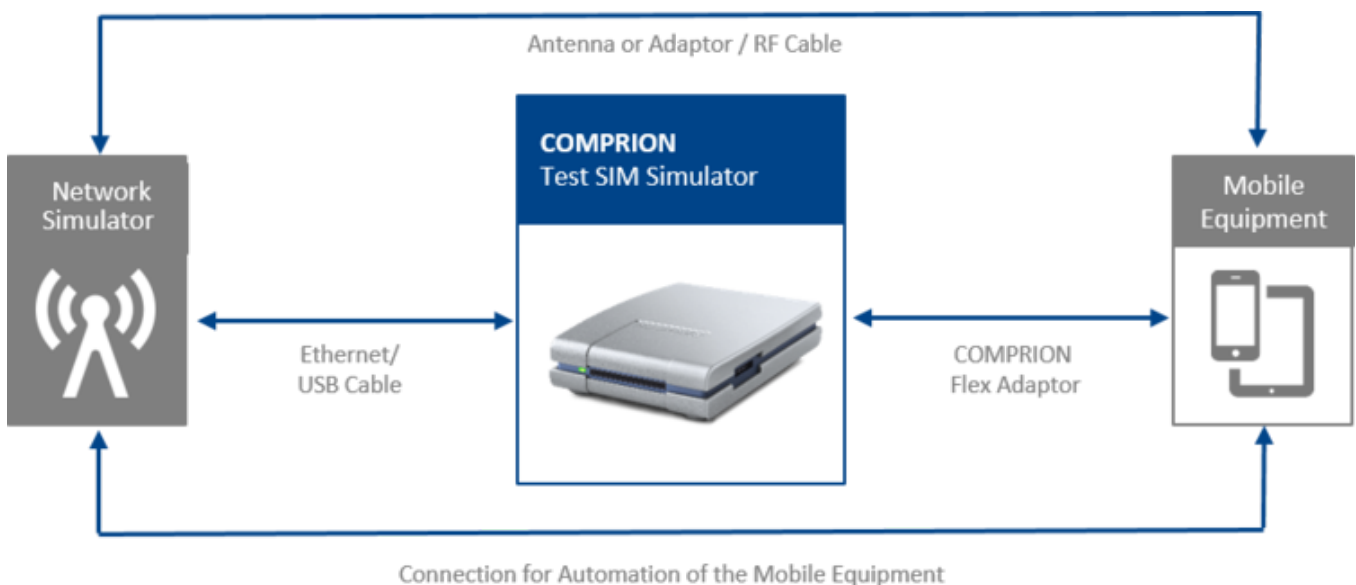 Antenna or Adaptor / RF Cable
COMPRION
Test SIM Simulator
Network
Simulator
Mobile
Equipment
Ethernet/
USB Cable
COMPRION
Flex Adaptor
Connection for Automation of the Mobile Equipment